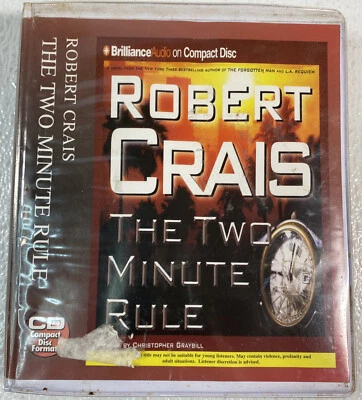 ROBERT CRAIS
THE TWO MINUTE RULE
CD
Compact
Disc
Format
BrillianceAudio on Compact Disc
A NOVEL FROM THE NEW YORK TIMES BESTSELLING AUTHOR OF THE FORGOTTEN MAN AND L.A. REQUIEM
ROBERT
CRAIS
THE TWO
MINUTE
RULE
BY CHRISTOPHER GRAYBILL
title may not be suitable for young listeners. May contain violence, profanity and
adult situations. Listener discretion is advised.